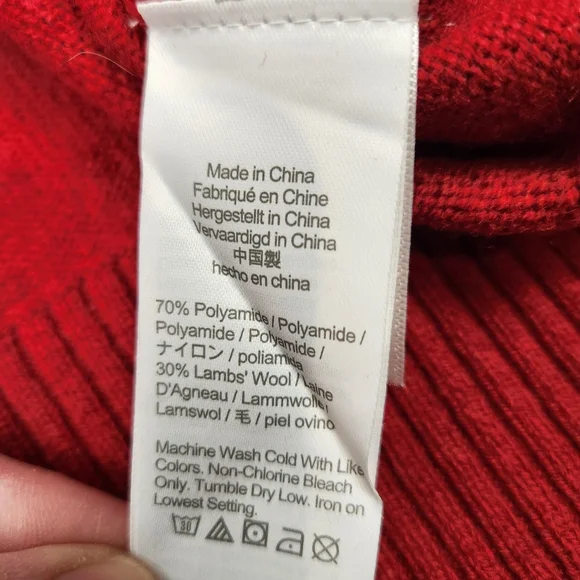 Made in China
Fabriqué en Chine
Hergestellt in China
Vervaardigd in China
中国製
hecho en china
70% Polyamide / Polyamide /
Polyamide / Polyamide /
ナイロン / poliamida
30% Lambs' Wool / Laine
D'Agneau / Lammwolle /
Lamswol / 毛 / piel ovino
Machine Wash Cold With Like
Colors. Non-Chlorine Bleach
Only. Tumble Dry Low. Iron on
Lowest Setting.
30